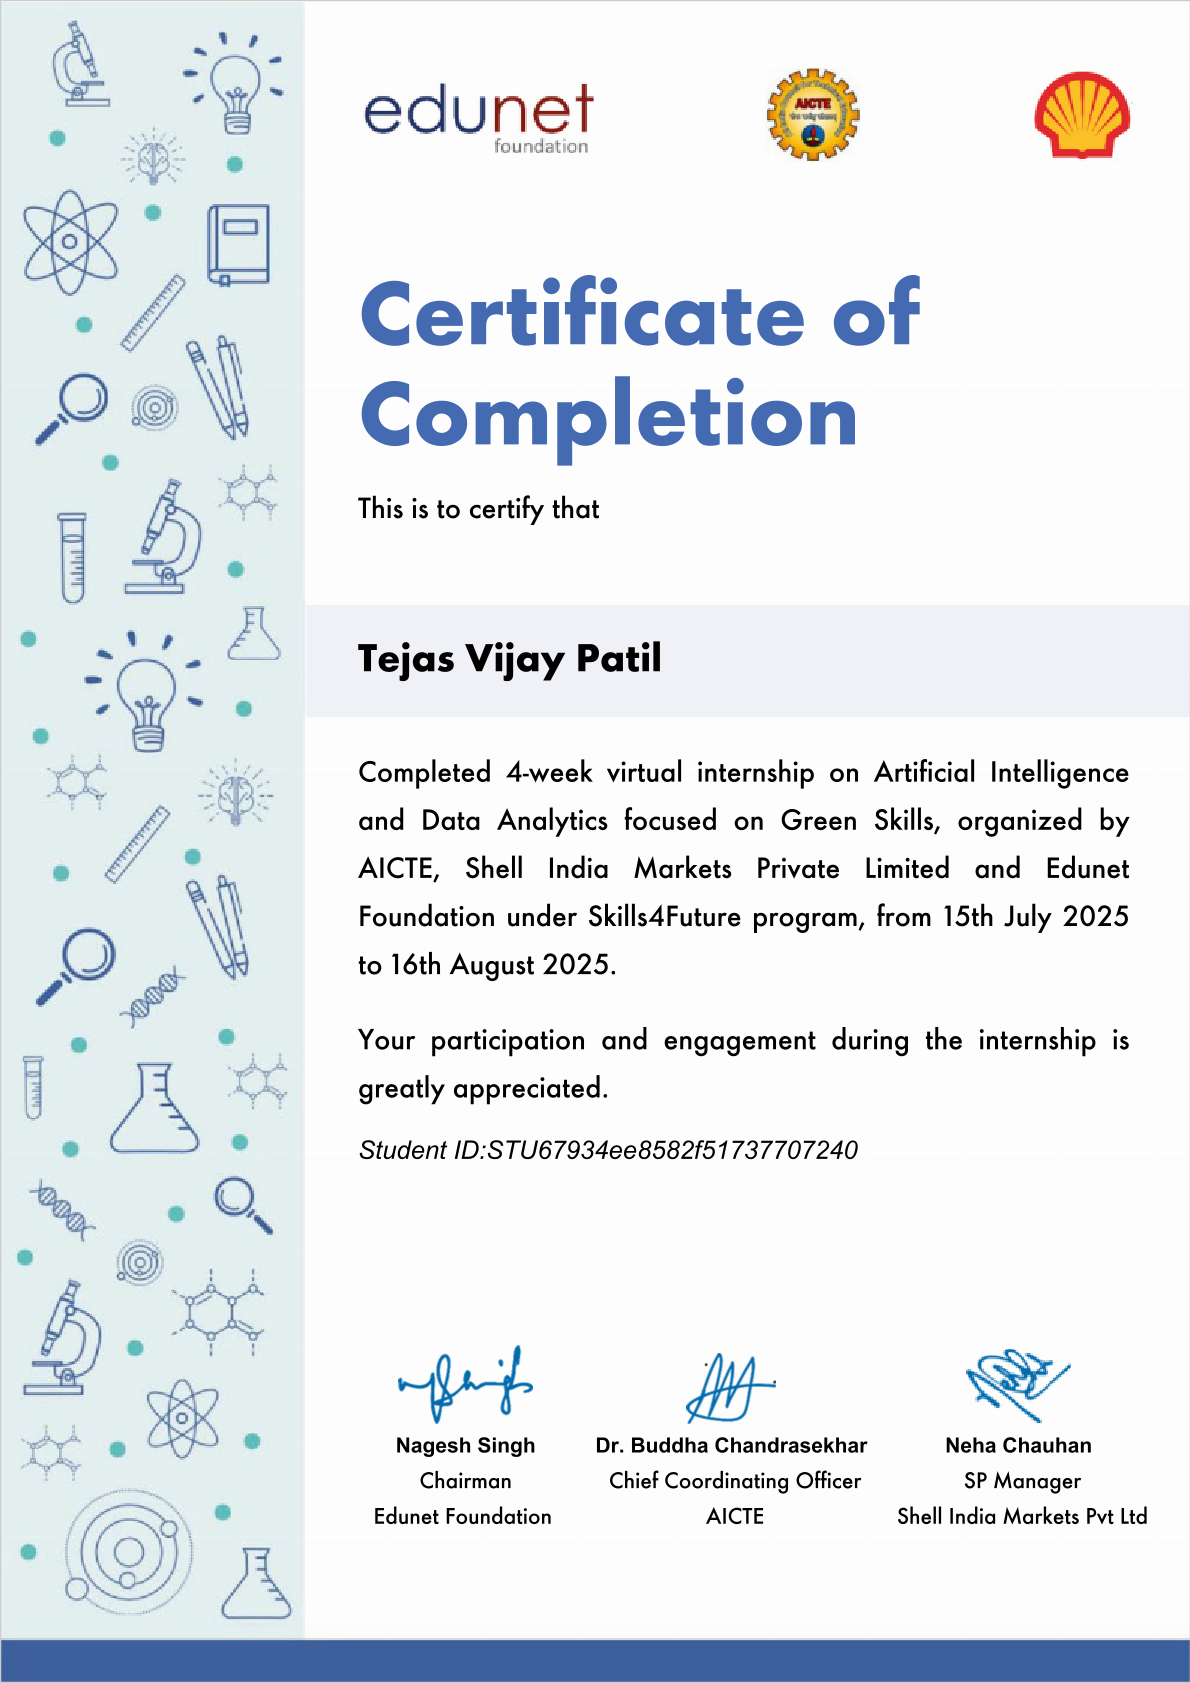 edunet
foundation
AICTE
Certificate of
Completion
This is to certify that
Tejas Vijay Patil
Completed 4-week virtual internship on Artificial Intelligence
and Data Analytics focused on Green Skills, organized by
AICTE, Shell India Markets Private Limited and Edunet
Foundation under Skills4Future program, from 15th July 2025
to 16th August 2025.
Your participation and engagement during the internship is
greatly appreciated.
Student ID:STU67934ee8582f51737707240
Nagesh Singh
Chairman
Edunet Foundation
Dr. Buddha Chandrasekhar
Chief Coordinating Officer
AICTE
Neha Chauhan
SP Manager
Shell India Markets Pvt Ltd